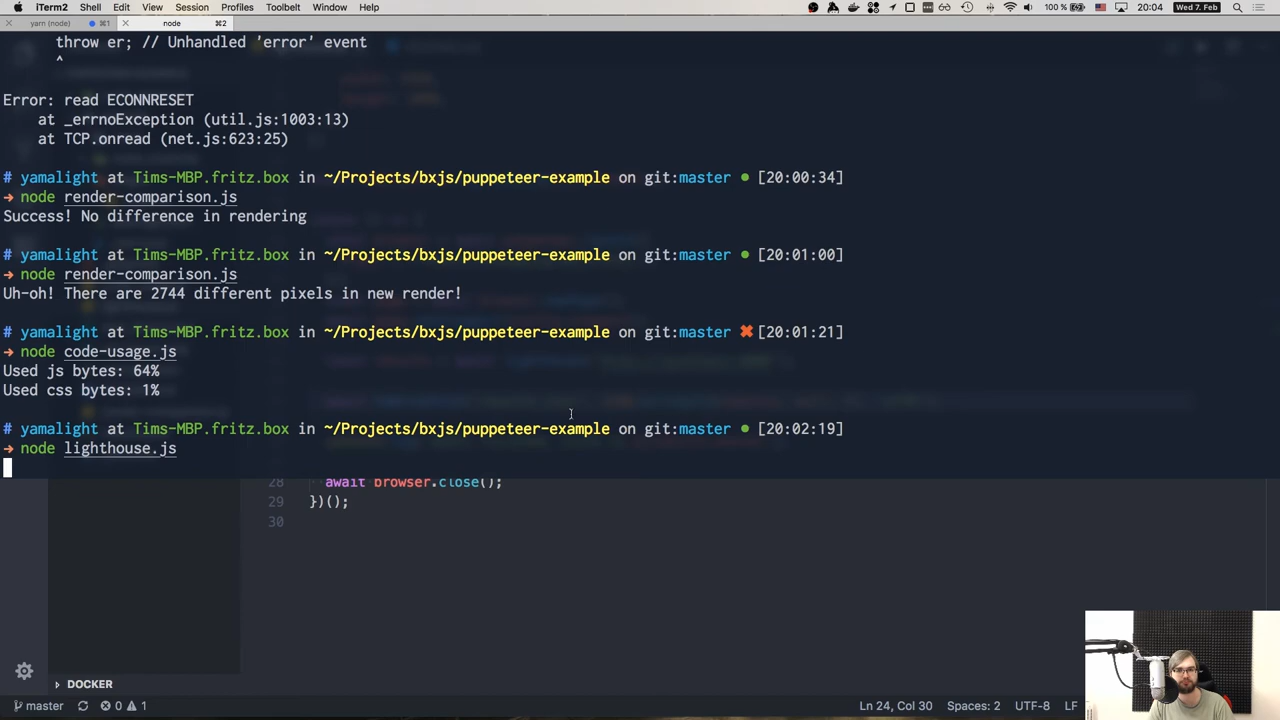 iTerm2 Shell Edit View Session Scripts Profiles Toolbelt Window Help 100 % 20:04 Wed 7. Feb
yarn (node) ⌘1 node ⌘2
throw er; // Unhandled 'error' event
^
Error: read ECONNRESET
at _errnoException (util.js:1003:13)
at TCP.onread (net.js:623:25)
# yamalight at Tims-MBP.fritz.box in ~/Projects/bxjs/puppeteer-example on git:master ● [20:00:34]
→ node render-comparison.js
Success! No difference in rendering
# yamalight at Tims-MBP.fritz.box in ~/Projects/bxjs/puppeteer-example on git:master ● [20:01:00]
→ node render-comparison.js
Uh-oh! There are 2744 different pixels in new render!
# yamalight at Tims-MBP.fritz.box in ~/Projects/bxjs/puppeteer-example on git:master ✖ [20:01:21]
→ node code-usage.js
Used js bytes: 64%
Used css bytes: 1%
# yamalight at Tims-MBP.fritz.box in ~/Projects/bxjs/puppeteer-example on git:master ● [20:02:19]
→ node lighthouse.js
28 await browser.close();
29 })();
30
DOCKER
master 0 1 Ln 24, Col 30 Spaces: 2 UTF-8 LF